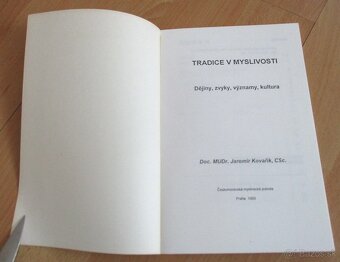 TRADICE V MYSLIVOSTI
Dějiny, zvyky, významy, kultura
Doc. MUDr. Jaromír Kovařík, CSc.
Českomoravská myslivecká jednota
Praha